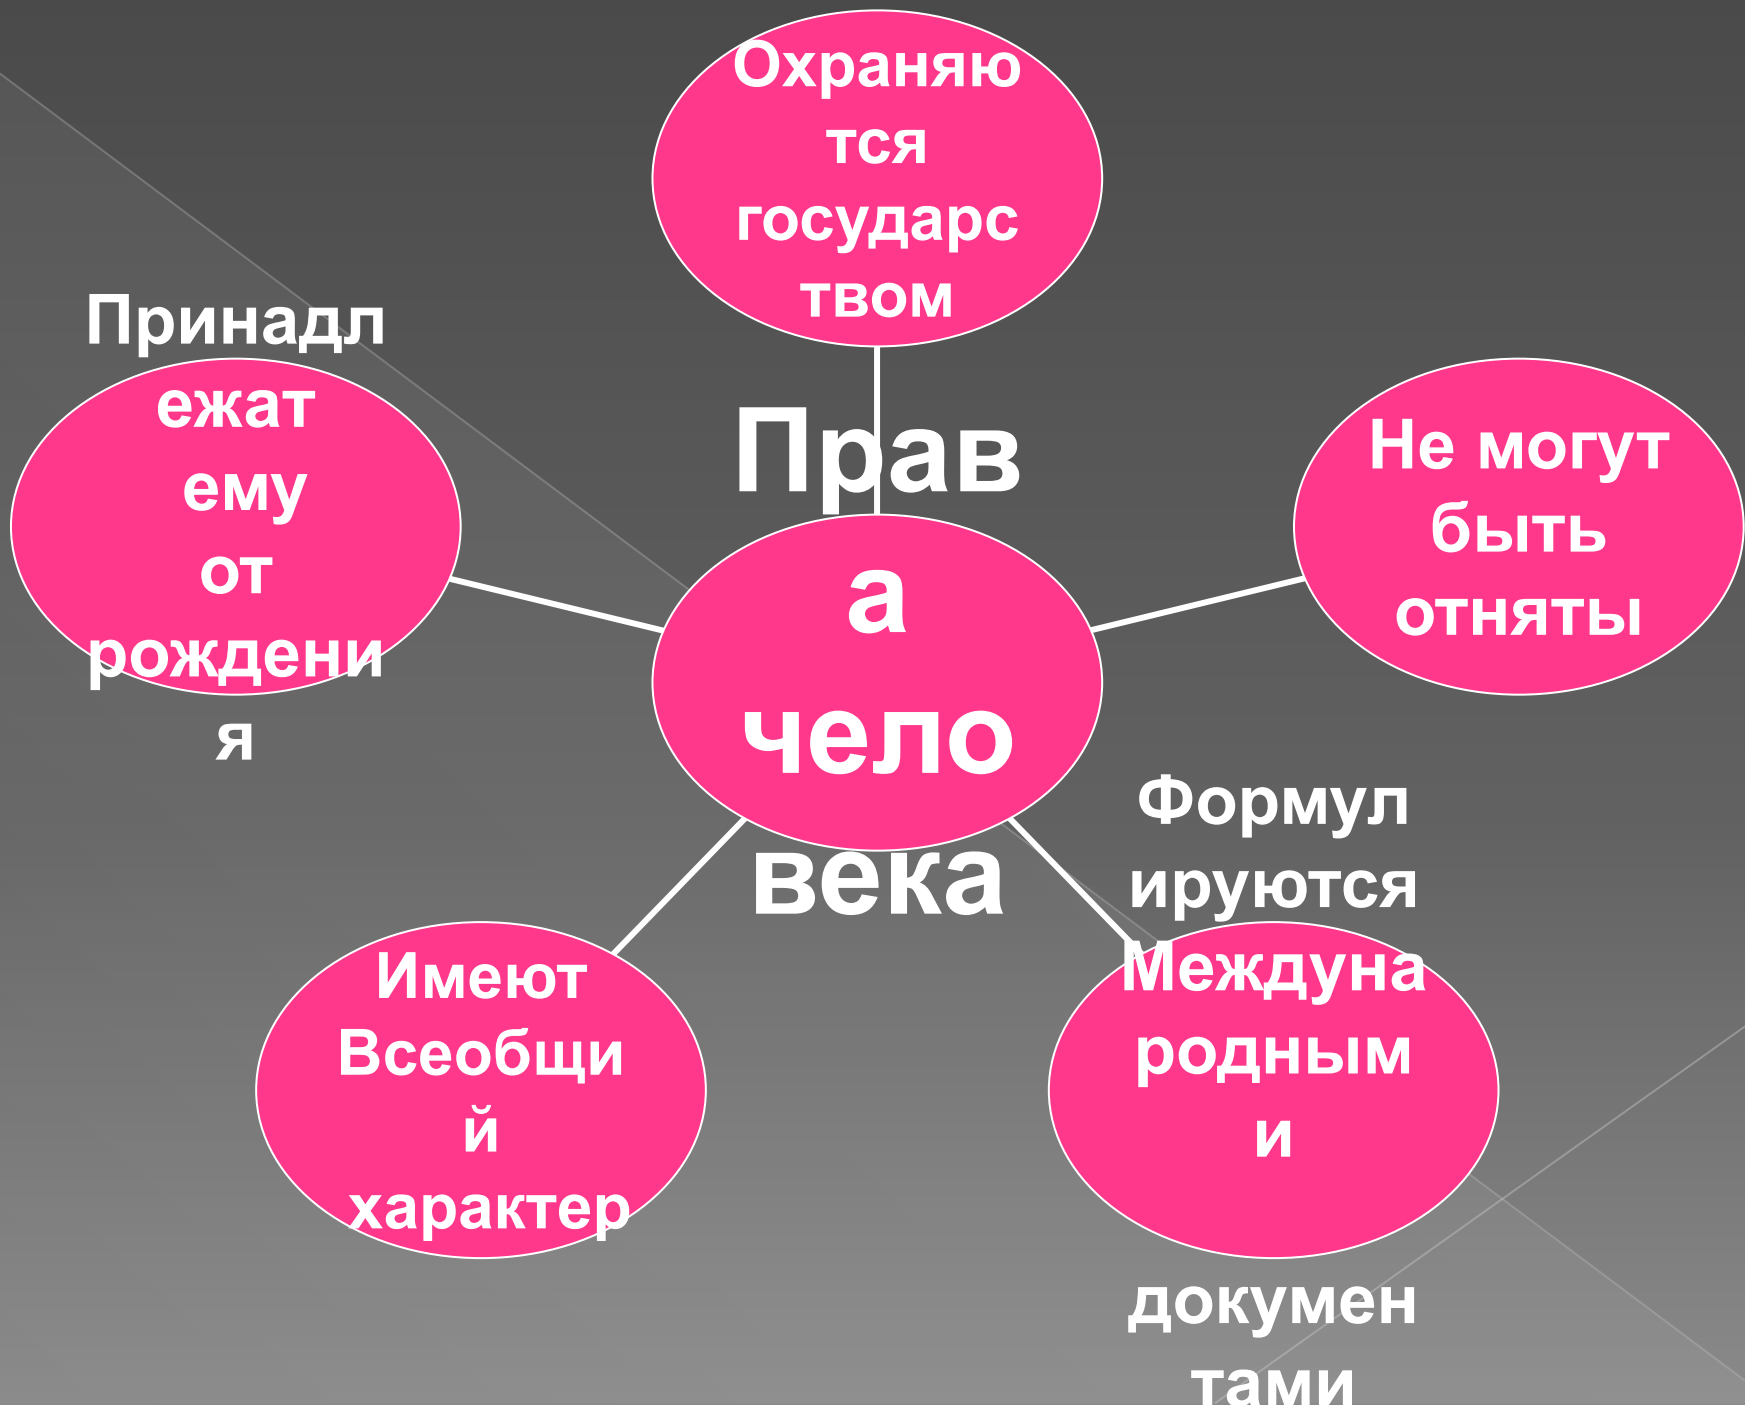 Охраняю
тся
государс
твом
Принадл
ежат
ему
от
рождени
я
Прав
а
чело
века
Не могут
быть
отняты
Имеют
Всеобщи
й
характер
Формул
ируются
Междуна
родным
и
докумен
тами